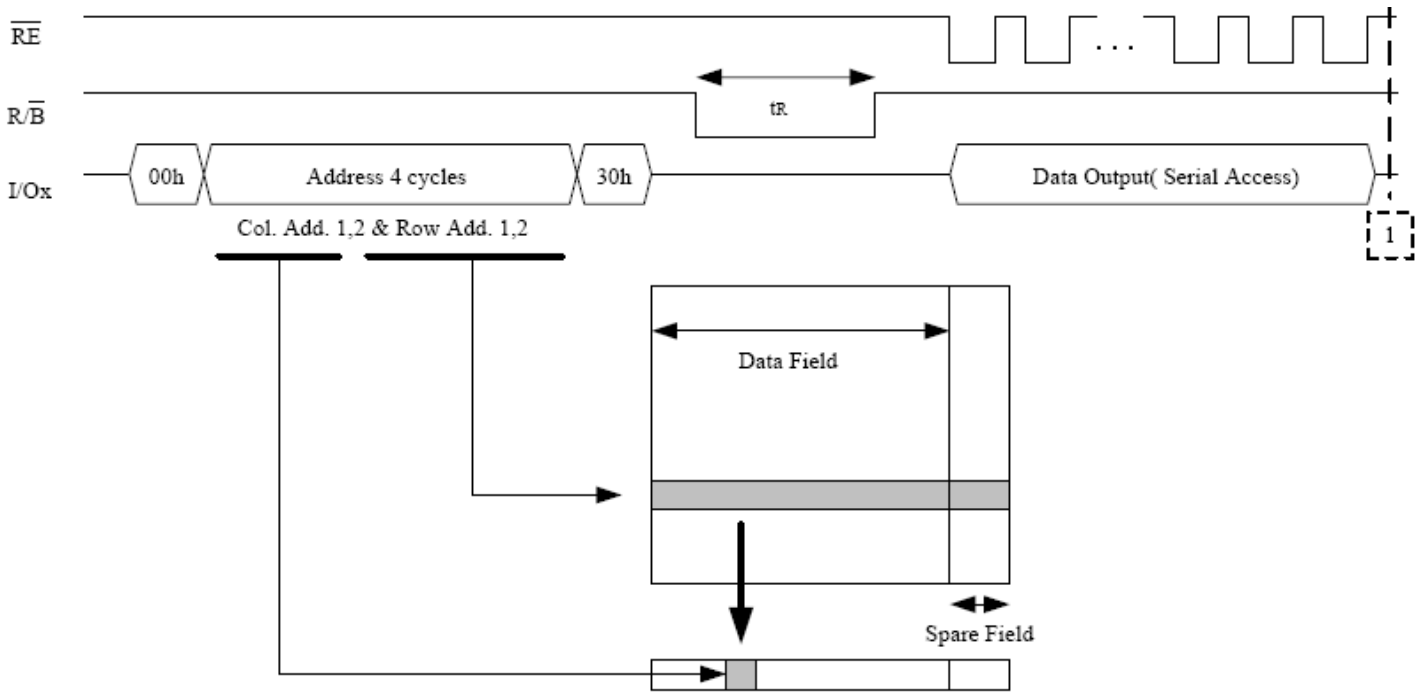 R̅E̅
R/B̅
tR
I/Ox
00h
Address 4 cycles
30h
Data Output( Serial Access)
Col. Add. 1,2 & Row Add. 1,2
1
Data Field
. . .
Spare Field